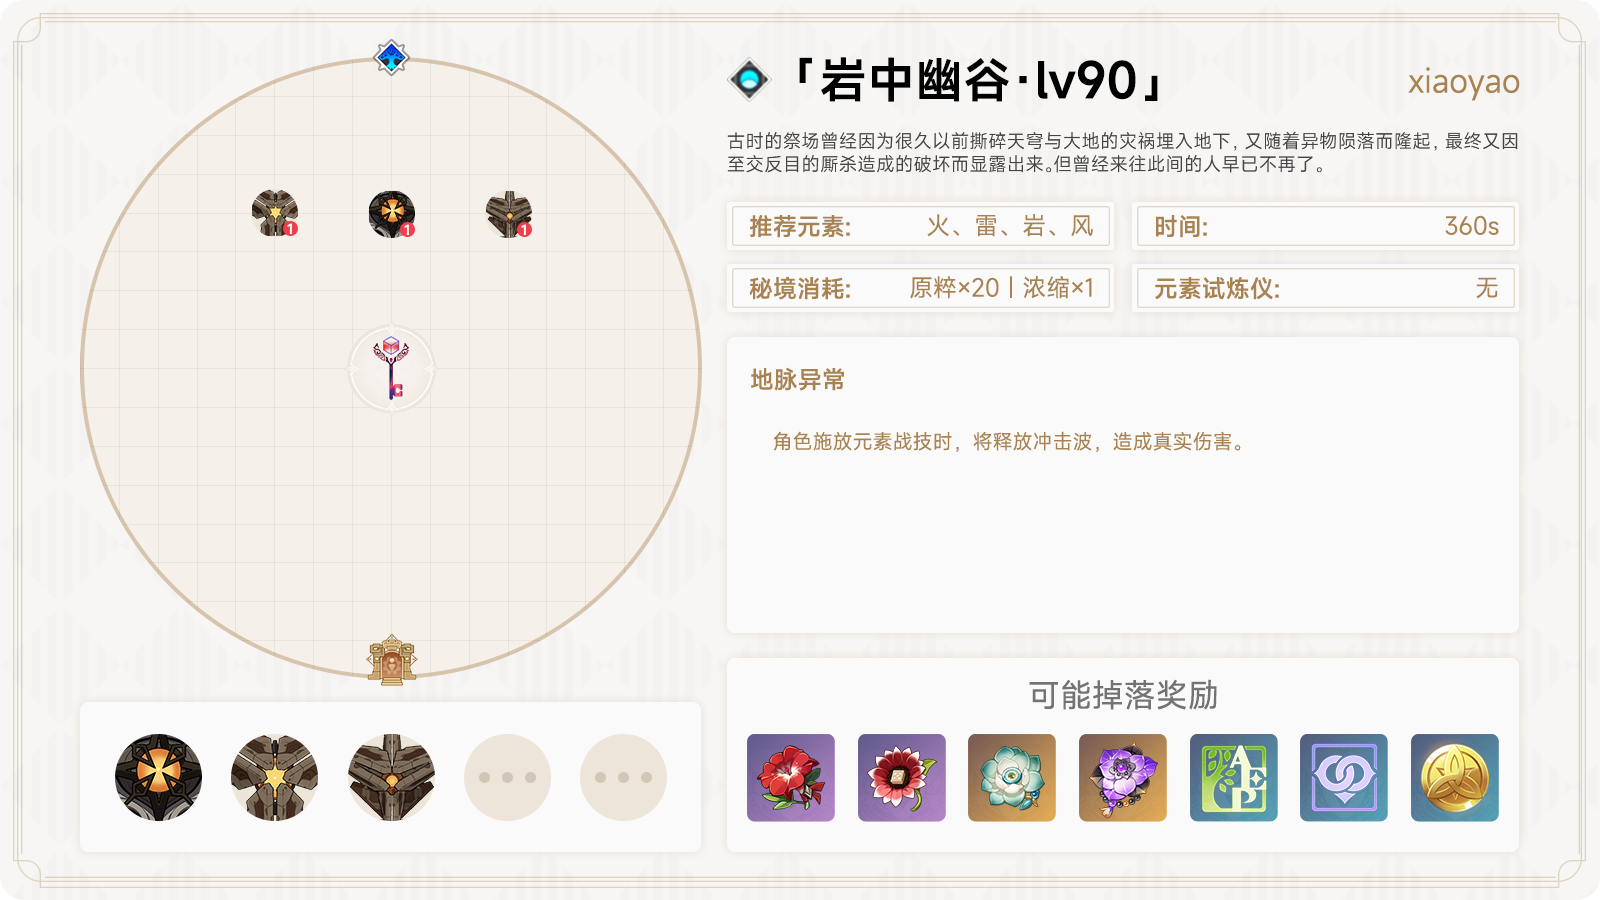 「岩中幽谷·lv90」
xiaoyao
古时的祭场曾经因为很久以前撕碎天穹与大地的灾祸埋入地下, 又随着异物陨落而隆起, 最终又因
至交反目的厮杀造成的破坏而显露出来。但曾经来往此间的人早已不再了。
推荐元素: 火、雷、岩、风
时间: 360s
秘境消耗: 原粹×20丨浓缩×1
元素试炼仪: 无
地脉异常
角色施放元素战技时，将释放冲击波，造成真实伤害。
1
1
1
可能掉落奖励
AEP